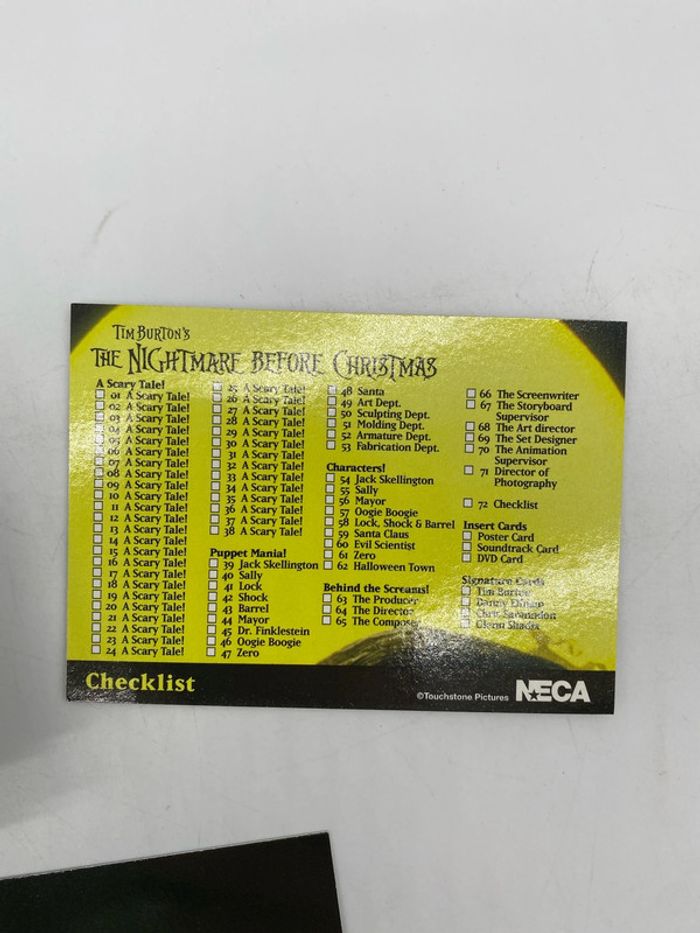 TIM BURTON'S
THE NIGHTMARE BEFORE CHRISTMAS
A Scary Tale!
01 A Scary Tale!
02 A Scary Tale!
03 A Scary Tale!
04 A Scary Tale!
05 A Scary Tale!
06 A Scary Tale!
07 A Scary Tale!
08 A Scary Tale!
09 A Scary Tale!
10 A Scary Tale!
11 A Scary Tale!
12 A Scary Tale!
13 A Scary Tale!
14 A Scary Tale!
15 A Scary Tale!
16 A Scary Tale!
17 A Scary Tale!
18 A Scary Tale!
19 A Scary Tale!
20 A Scary Tale!
21 A Scary Tale!
22 A Scary Tale!
23 A Scary Tale!
24 A Scary Tale!
25 A Scary Tale!
26 A Scary Tale!
27 A Scary Tale!
28 A Scary Tale!
29 A Scary Tale!
30 A Scary Tale!
31 A Scary Tale!
32 A Scary Tale!
33 A Scary Tale!
34 A Scary Tale!
35 A Scary Tale!
36 A Scary Tale!
37 A Scary Tale!
38 A Scary Tale!
Puppet Mania!
39 Jack Skellington
40 Sally
41 Lock
42 Shock
43 Barrel
44 Mayor
45 Dr. Finklestein
46 Oogie Boogie
47 Zero
48 Santa
49 Art Dept.
50 Sculpting Dept.
51 Molding Dept.
52 Armature Dept.
53 Fabrication Dept.
Characters!
54 Jack Skellington
55 Sally
56 Mayor
57 Oogie Boogie
58 Lock, Shock & Barrel
59 Santa Claus
60 Evil Scientist
61 Zero
62 Halloween Town
Behind the Screams!
63 The Producer
64 The Director
65 The Composer
66 The Screenwriter
67 The Storyboard
Supervisor
68 The Art director
69 The Set Designer
70 The Animation
Supervisor
71 Director of
Photography
72 Checklist
Insert Cards
Poster Card
Soundtrack Card
DVD Card
Signature Cards
Tim Burton
Danny Elfman
Chris Sarandon
Glenn Shadix
Checklist
©Touchstone Pictures
NECA